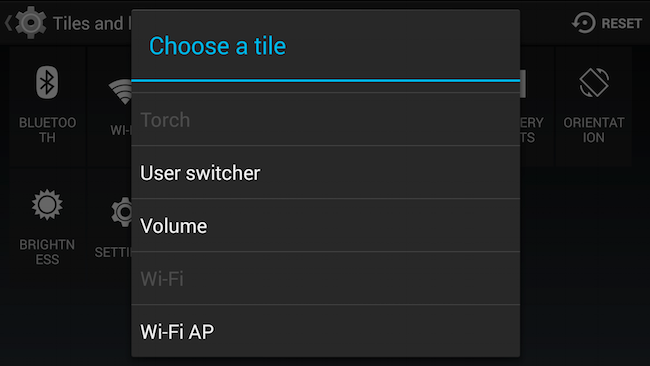 Tiles and
RESET
Choose a tile
Torch
User switcher
Volume
Wi-Fi
Wi-Fi AP
BLUETOO
TH
WI-F
ERY
TS
ORIENTAT
ION
BRIGHTN
ESS
SETTI